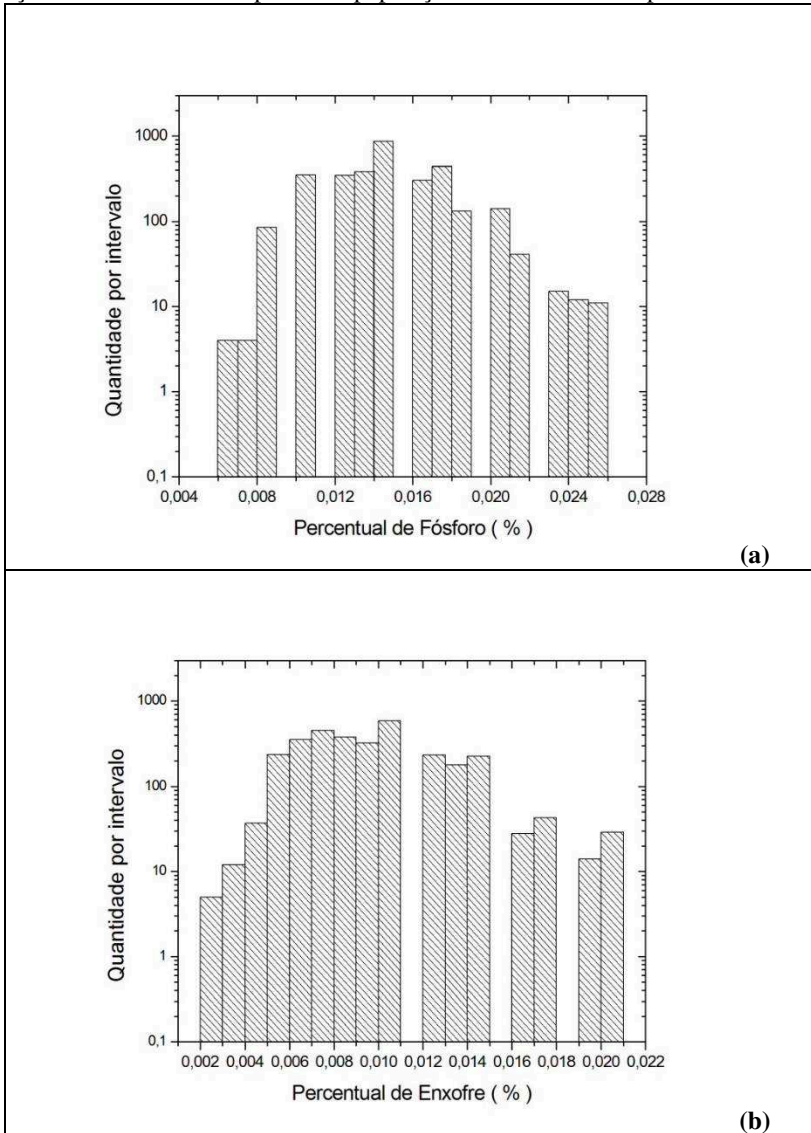 1000
100
10
1
0,1
Quantidade por intervalo
0,004 0,008 0,012 0,016 0,020 0,024 0,028
Percentual de Fósforo ( % )
(a)
1000
100
10
1
0,1
Quantidade por intervalo
0,002 0,004 0,006 0,008 0,010 0,012 0,014 0,016 0,018 0,020 0,022
Percentual de Enxofre ( % )
(b)